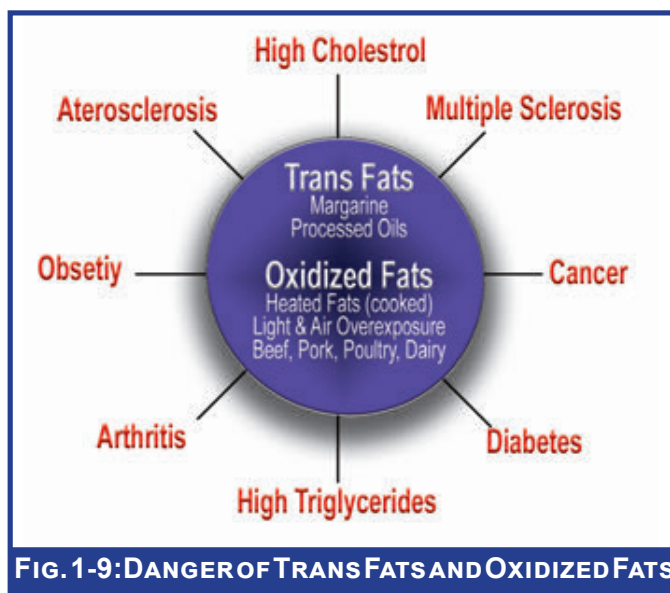 High Cholestrol
Aterosclerosis
Multiple Sclerosis
Trans Fats
Margarine
Processed Oils
Obsetiy
Oxidized Fats
Cancer
Heated Fats (cooked)
Light & Air Overexposure
Beef, Pork, Poultry, Dairy
Arthritis
Diabetes
High Triglycerides
FIG. 1-9: DANGER OF TRANS FATS AND OXIDIZED FATS